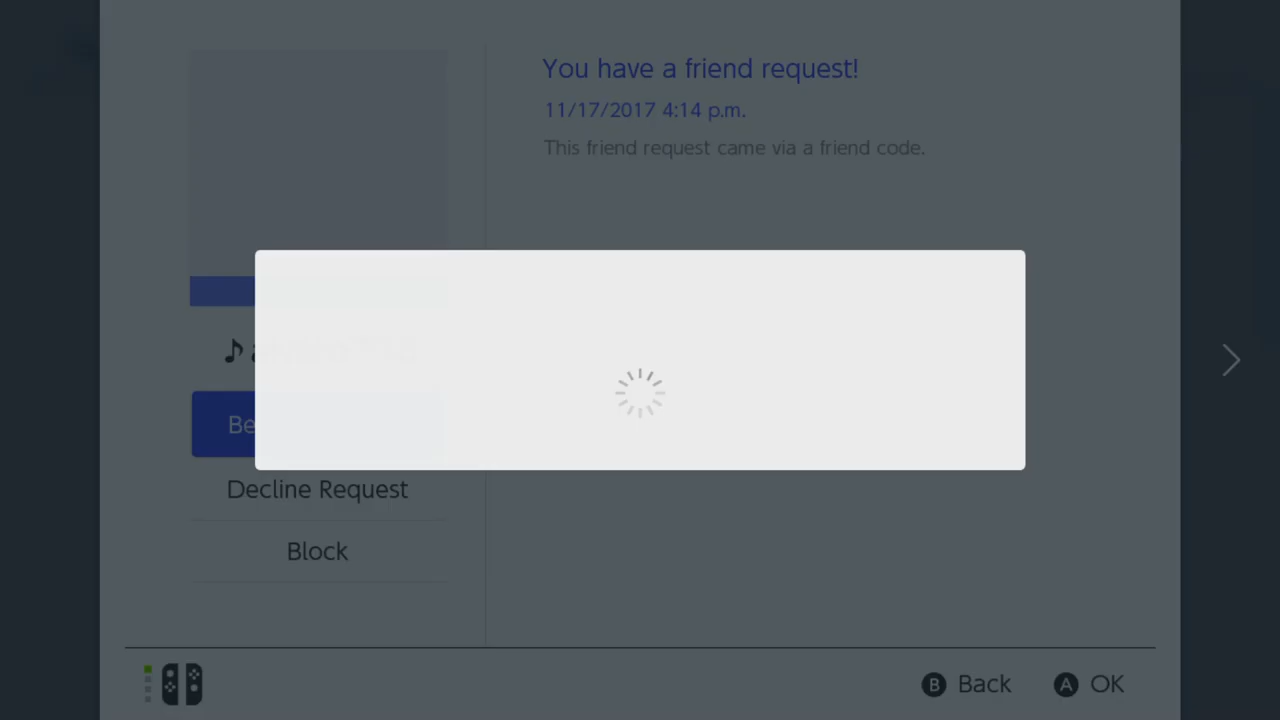 You have a friend request!
11/17/2017 4:14 p.m.
This friend request came via a friend code.
♪
Be
Decline Request
Block
B Back
A OK